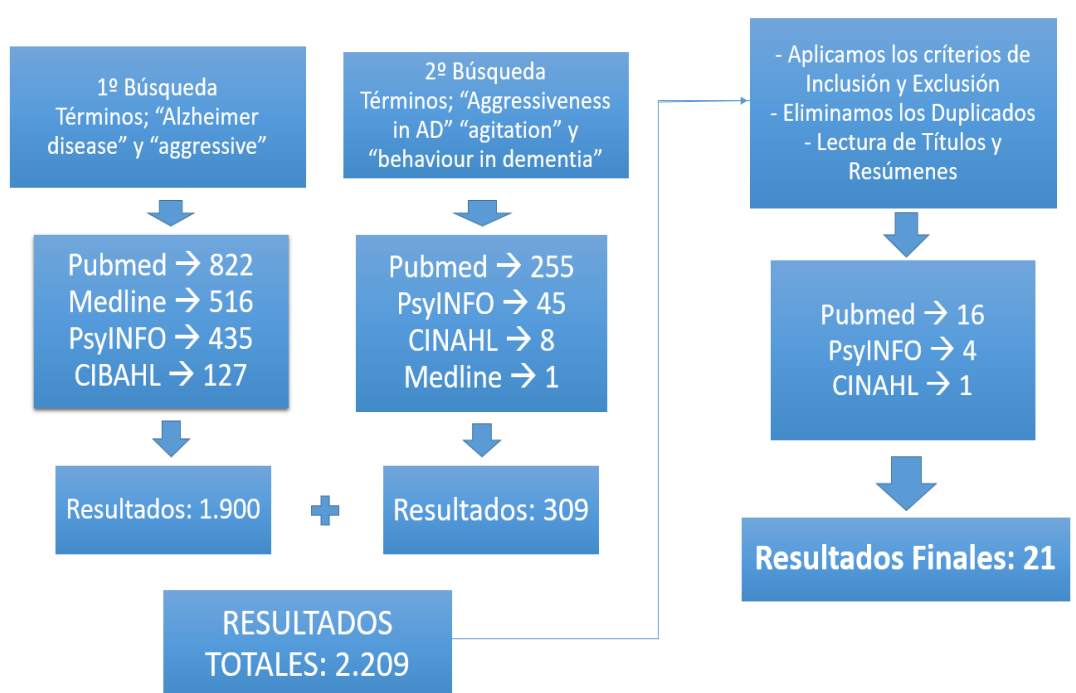 1º Búsqueda
Términos; “Alzheimer
disease” y “aggressive”
Pubmed → 822
Medline → 516
PsyINFO → 435
CIBAHL → 127
Resultados: 1.900
2º Búsqueda
Términos; “Aggressiveness
in AD” “agitation” y
“behaviour in dementia”
Pubmed → 255
PsyINFO → 45
CINAHL → 8
Medline → 1
Resultados: 309
RESULTADOS
TOTALES: 2.209
- Aplicamos los críterios de
Inclusión y Exclusión
- Eliminamos los Duplicados
- Lectura de Títulos y
Resúmenes
Pubmed → 16
PsyINFO → 4
CINAHL → 1
Resultados Finales: 21